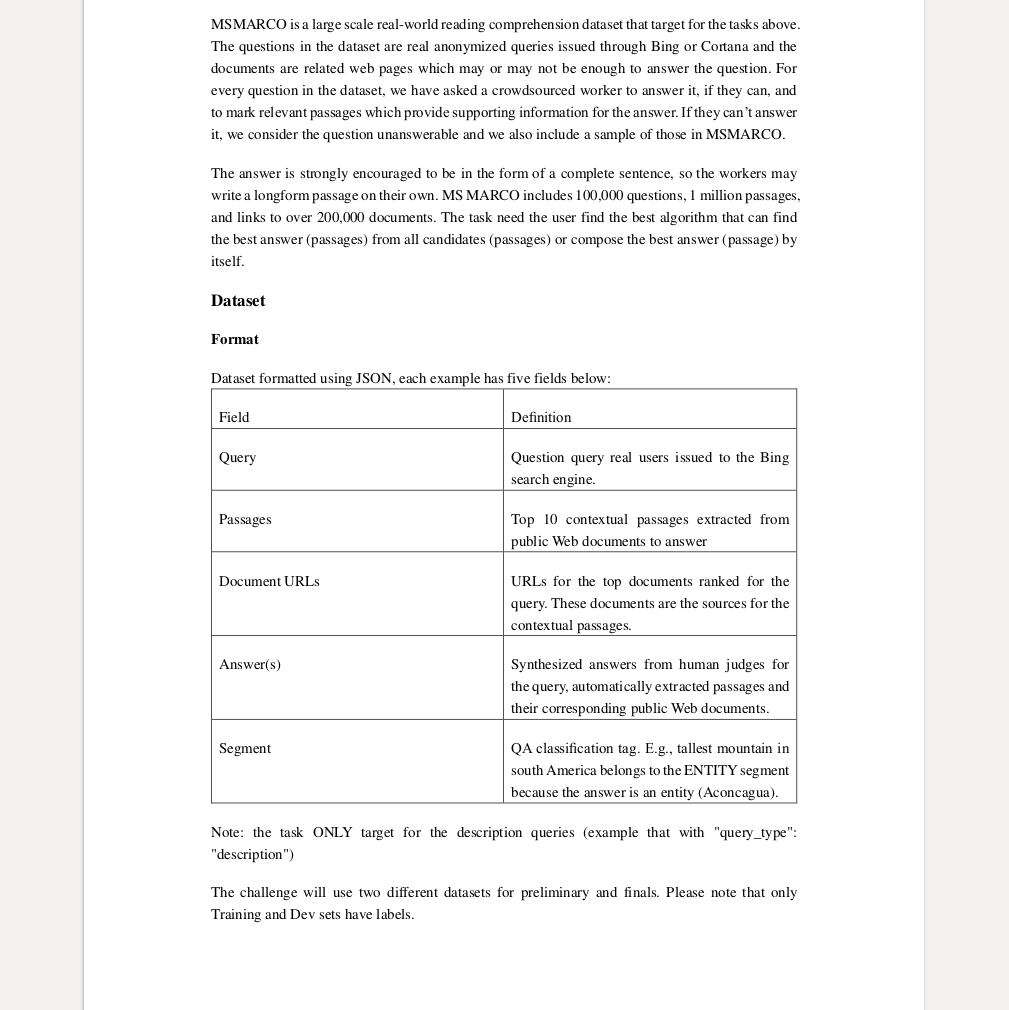 MSMARCO is a large scale real-world reading comprehension dataset that target for the tasks above.
The questions in the dataset are real anonymized queries issued through Bing or Cortana and the
documents are related web pages which may or may not be enough to answer the question. For
every question in the dataset, we have asked a crowdsourced worker to answer it, if they can, and
to mark relevant passages which provide supporting information for the answer. If they can’t answer
it, we consider the question unanswerable and we also include a sample of those in MSMARCO.
The answer is strongly encouraged to be in the form of a complete sentence, so the workers may
write a longform passage on their own. MS MARCO includes 100,000 questions, 1 million passages,
and links to over 200,000 documents. The task need the user find the best algorithm that can find
the best answer (passages) from all candidates (passages) or compose the best answer (passage) by
itself.
Dataset
Format
Dataset formatted using JSON, each example has five fields below:
Field
Definition
Query
Question query real users issued to the Bing
search engine.
Passages
Top 10 contextual passages extracted from
public Web documents to answer
Document URLs
URLs for the top documents ranked for the
query. These documents are the sources for the
contextual passages.
Answer(s)
Synthesized answers from human judges for
the query, automatically extracted passages and
their corresponding public Web documents.
Segment
QA classification tag. E.g., tallest mountain in
south America belongs to the ENTITY segment
because the answer is an entity (Aconcagua).
Note: the task ONLY target for the description queries (example that with "query_type":
"description")
The challenge will use two different datasets for preliminary and finals. Please note that only
Training and Dev sets have labels.